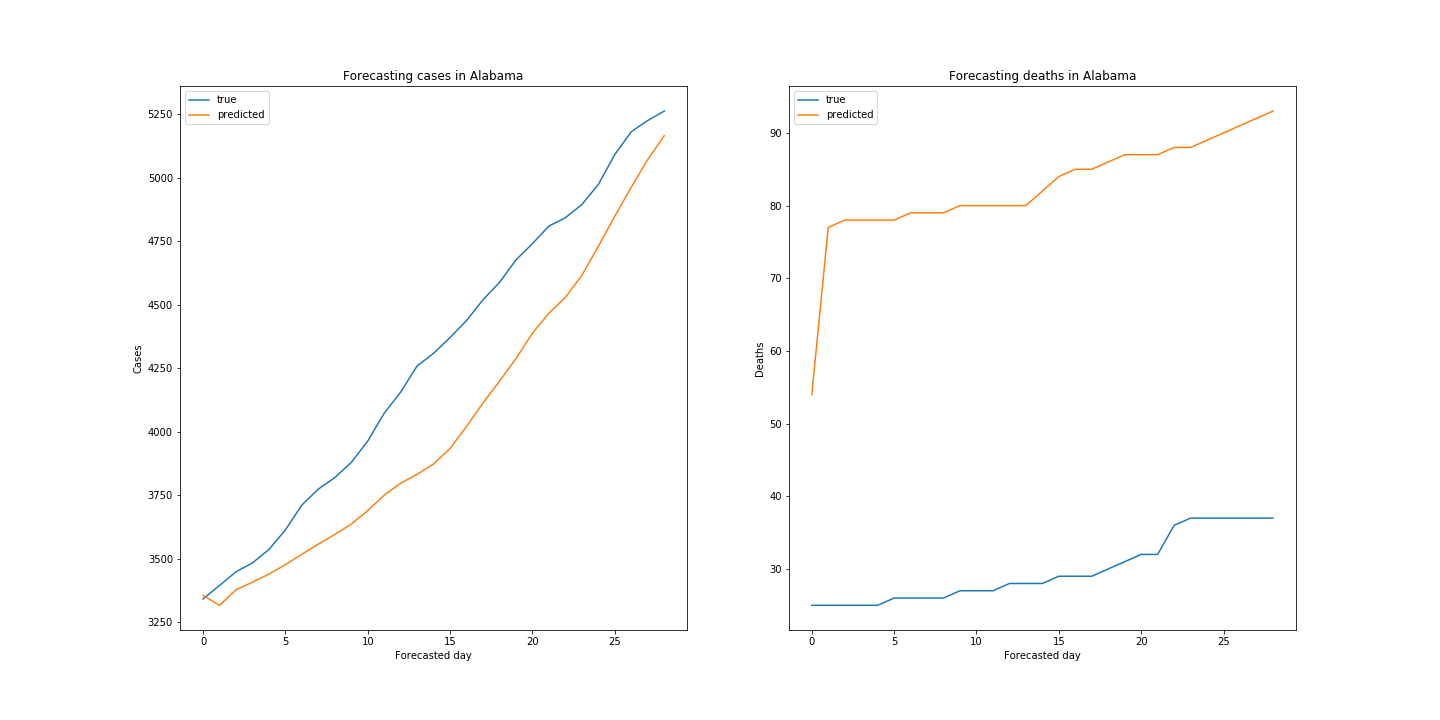 Forecasting cases in Alabama
true
predicted
5250
5000
4750
4500
4250
4000
3750
3500
3250
Cases
0 5 10 15 20 25
Forecasted day
Forecasting deaths in Alabama
true
predicted
90
80
70
60
50
40
30
Deaths
0 5 10 15 20 25
Forecasted day